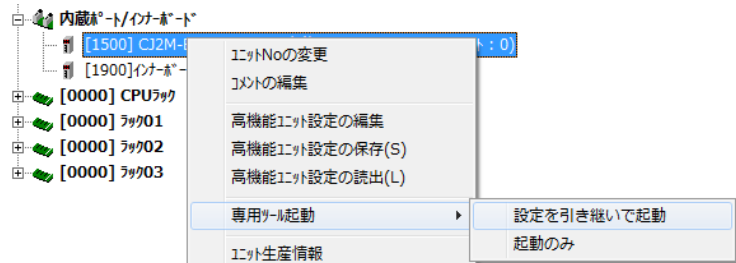 内蔵ﾎﾟｰﾄ/ｲﾝﾅｰﾎﾞｰﾄﾞ
[1500] CJ2M-
ﾄ : 0)
[1900]ｲﾝﾅｰﾎﾞｰ
[0000] CPUﾗｯｸ
[0000] ﾗｯｸ01
[0000] ﾗｯｸ02
[0000] ﾗｯｸ03
ﾕﾆｯﾄNoの変更
ｺﾒﾝﾄの編集
高機能ﾕﾆｯﾄ設定の編集
高機能ﾕﾆｯﾄ設定の保存(S)
高機能ﾕﾆｯﾄ設定の読出(L)
専用ﾂｰﾙ起動
ﾕﾆｯﾄ生産情報
設定を引き継いで起動
起動のみ